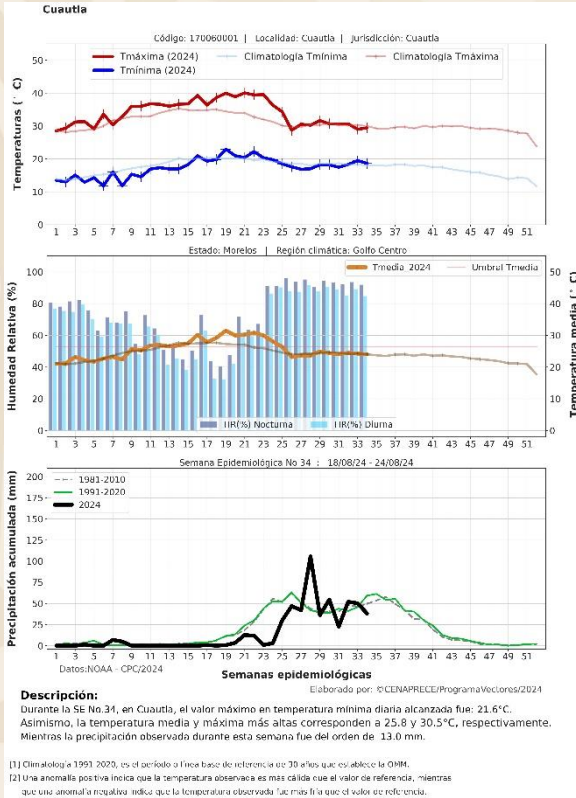 Cuautla
Código: 170060001 | Localidad: Cuautla | Jurisdicción: Cuautla
Tmáxima (2024)
Climatología Tmínima
Climatología Tmáxima
Tmínima (2024)
Temperaturas (° C)
50
40
30
20
10
0
1 3 5 7 9 11 13 15 17 19 21 23 25 27 29 31 33 35 37 39 41 43 45 47 49 51
Estado: Morelos | Región climática: Golfo Centro
Tmedia 2024
Umbral Tmedia
Humedad Relativa (%)
100
80
60
40
20
0
50
40
30
20
10
0
Temperatura media (° C)
HR(%) Nocturna
HR(%) Diurna
1 3 5 7 9 11 13 15 17 19 21 23 25 27 29 31 33 35 37 39 41 43 45 47 49 51
Semana Epidemiológica No 34 : 18/08/24 - 24/08/24
1981-2010
1991-2020
2024
Precipitación acumulada (mm)
200
175
150
125
100
75
50
25
0
1 3 5 7 9 11 13 15 17 19 21 23 25 27 29 31 33 35 37 39 41 43 45 47 49 51
Datos:NOAA - CPC/2024
Semanas epidemiológicas
Elaborado por: ©CENAPRECE/ProgramaVectores/2024
Descripción:
Durante la SE No.34, en Cuautla, el valor máximo en temperatura mínima diaria alcanzada fue: 21.6°C.
Asimismo, la temperatura media y máxima más altas corresponden a 25.8 y 30.5°C, respectivamente.
Mientras la precipitación observada durante esta semana fue del orden de 13.0 mm.
[1] Climatología 1991 2020, es el período o línea base de referencia de 30 años que establece la OMM.
[2] Una anomalía positiva indica que la temperatura observada es más cálida que el valor de referencia, mientras
que una anomalía negativa indica que la temperatura observada fue más fría que el valor de referencia.